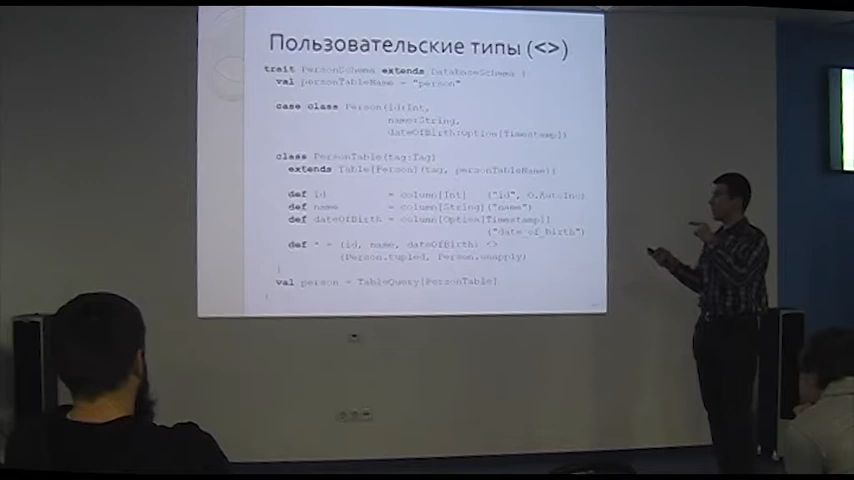 Пользовательские типы (<>)
trait PersonSchema extends DatabaseSchema {
val personTableName = "person"
case class Person(id:Int,
name:String,
dateOfBirth:Option[Timestamp])
class PersonTable(tag:Tag)
extends Table[Person](tag, personTableName){
def id = column[Int] ("id", O.AutoInc)
def name = column[String]("name")
def dateOfBirth = column[Option[Timestamp]]
("date_of_birth")
def * = (id, name, dateOfBirth) <>
(Person.tupled, Person.unapply)
}
val person = TableQuery[PersonTable]
}